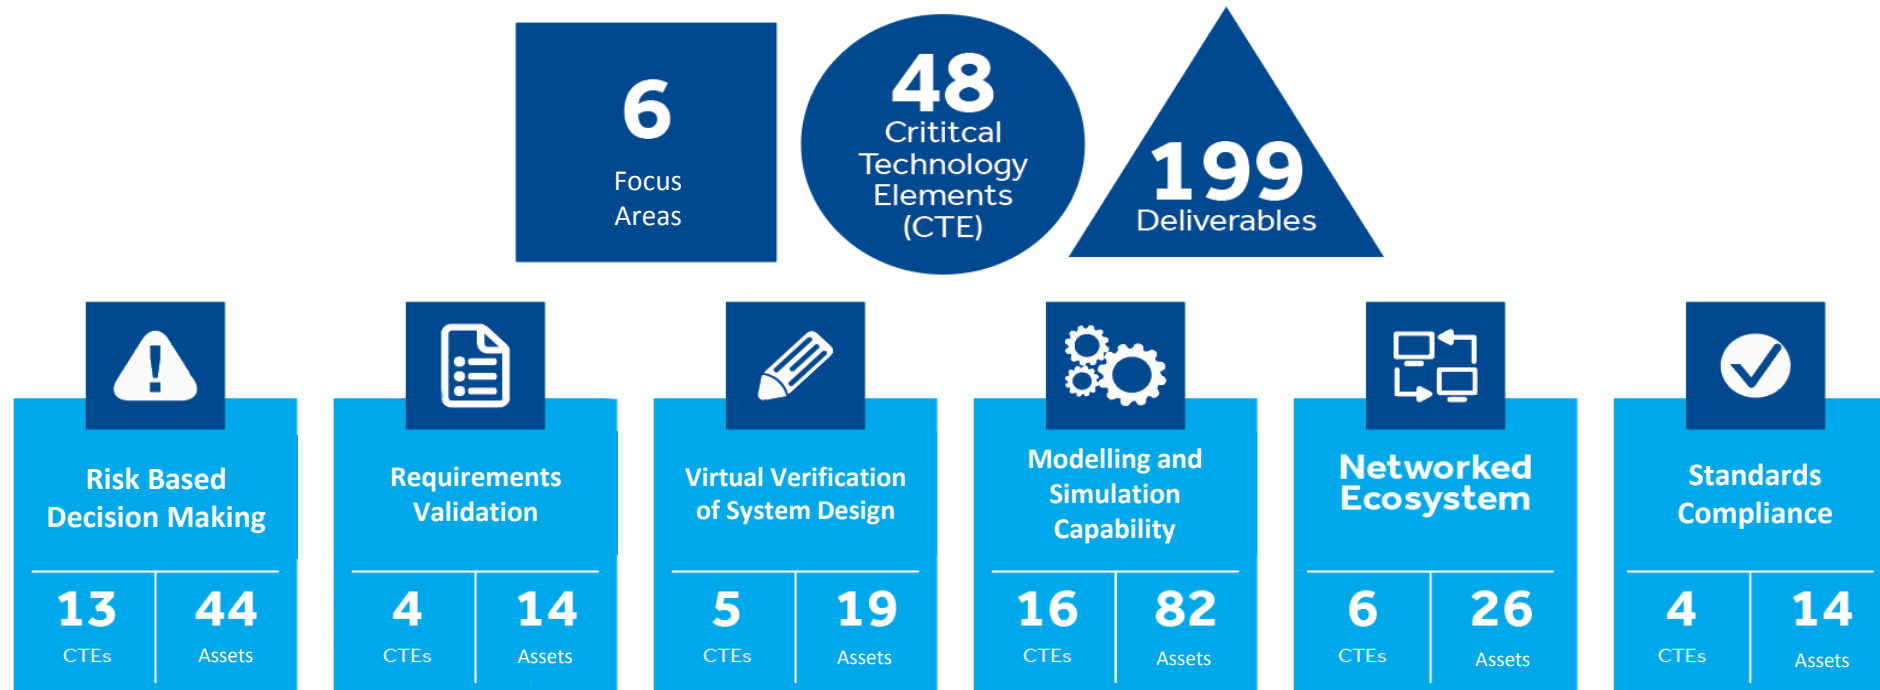 6
Focus
Areas
48
Crititcal
Technology
Elements
(CTE)
199
Deliverables
Risk Based
Decision Making
13
CTEs
44
Assets
Requirements
Validation
4
CTEs
14
Assets
Virtual Verification
of System Design
5
CTEs
19
Assets
Modelling and
Simulation
Capability
16
CTEs
82
Assets
Networked
Ecosystem
6
CTEs
26
Assets
Standards
Compliance
4
CTEs
14
Assets